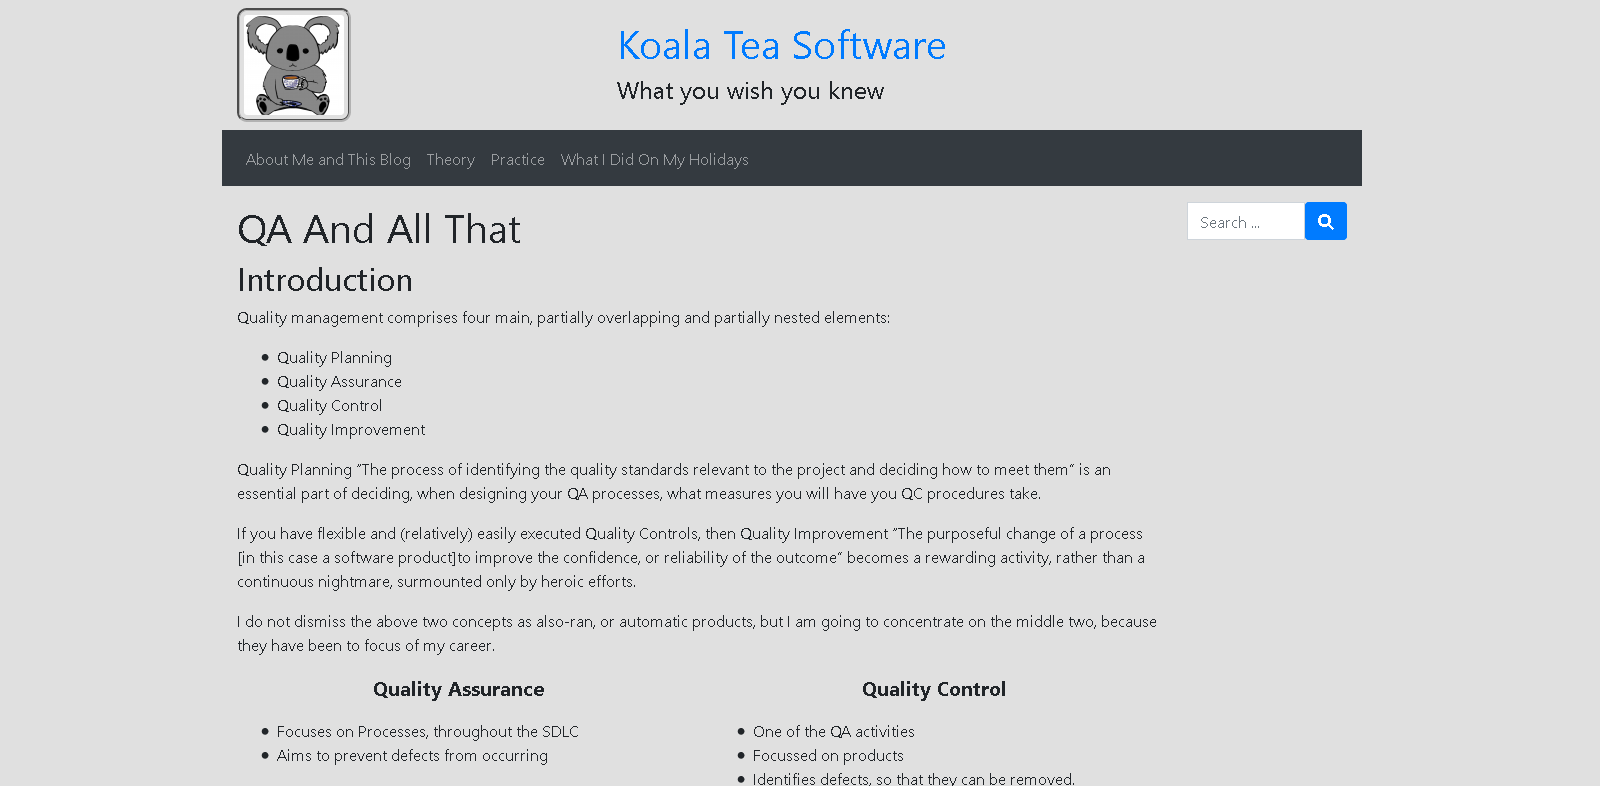 Koala Tea Software
What you wish you knew
About Me and This Blog Theory Practice What I Did On My Holidays
QA And All That
Search ...
Introduction
Quality management comprises four main, partially overlapping and partially nested elements:
Quality Planning
Quality Assurance
Quality Control
Quality Improvement
Quality Planning “The process of identifying the quality standards relevant to the project and deciding how to meet them” is an
essential part of deciding, when designing your QA processes, what measures you will have you QC procedures take.
If you have flexible and (relatively) easily executed Quality Controls, then Quality Improvement “The purposeful change of a process
[in this case a software product]to improve the confidence, or reliability of the outcome” becomes a rewarding activity, rather than a
continuous nightmare, surmounted only by heroic efforts.
I do not dismiss the above two concepts as also-ran, or automatic products, but I am going to concentrate on the middle two, because
they have been to focus of my career.
Quality Assurance
Focuses on Processes, throughout the SDLC
Aims to prevent defects from occurring
Quality Control
One of the QA activities
Focussed on products
Identifies defects, so that they can be removed.